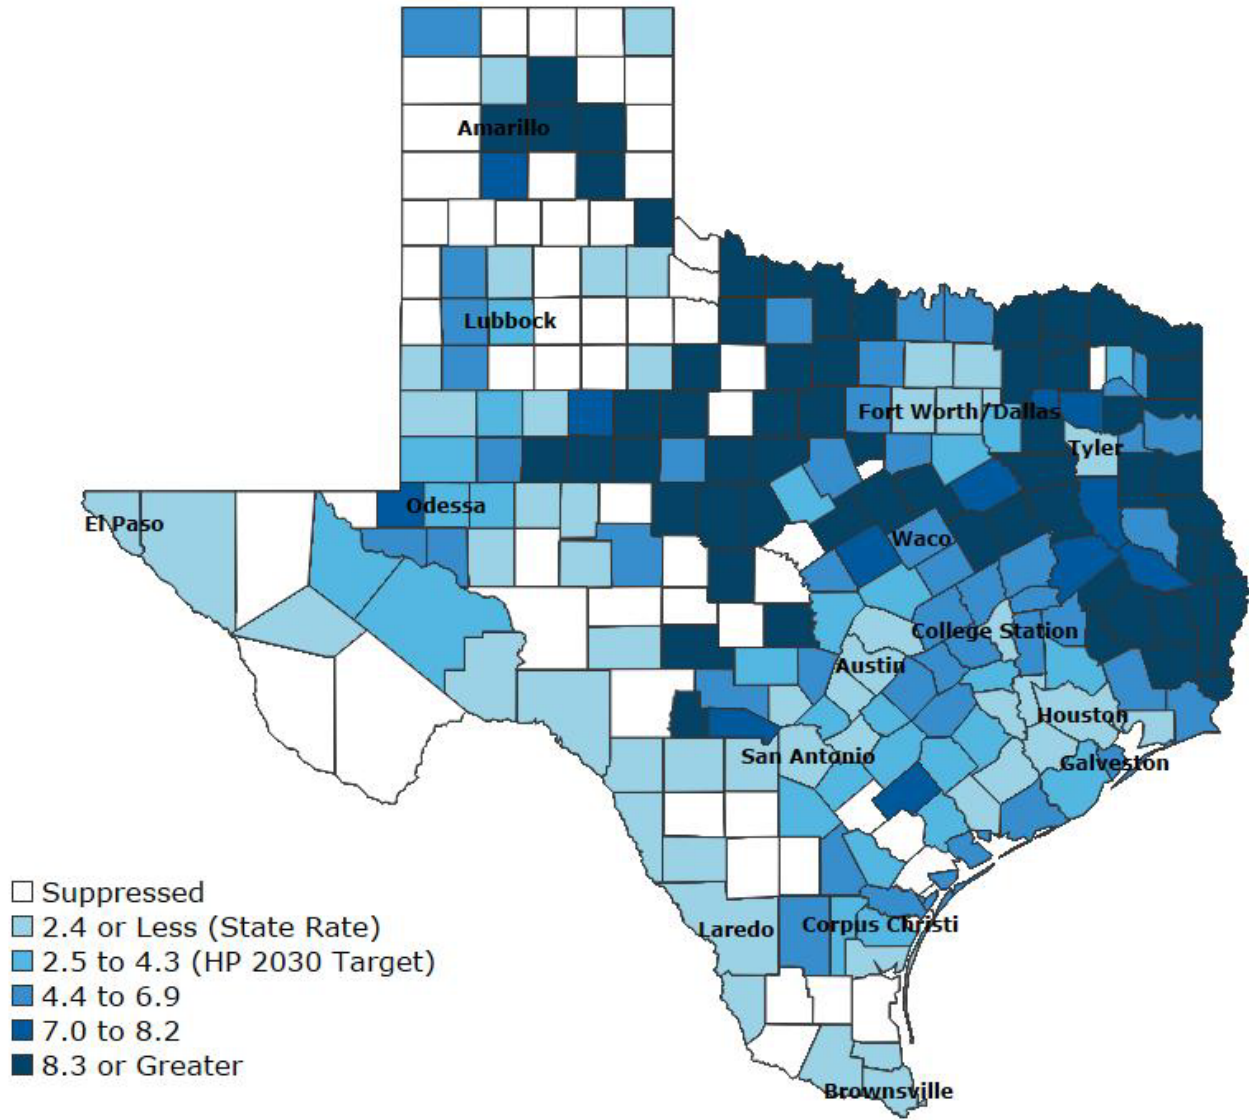 Amarillo
Lubbock
Fort Worth/Dallas
Tyler
Odessa
El Paso
Waco
College Station
Austin
Houston
San Antonio
Galveston
Laredo
Corpus Christi
Brownsville
Suppressed
2.4 or Less (State Rate)
2.5 to 4.3 (HP 2030 Target)
4.4 to 6.9
7.0 to 8.2
8.3 or Greater